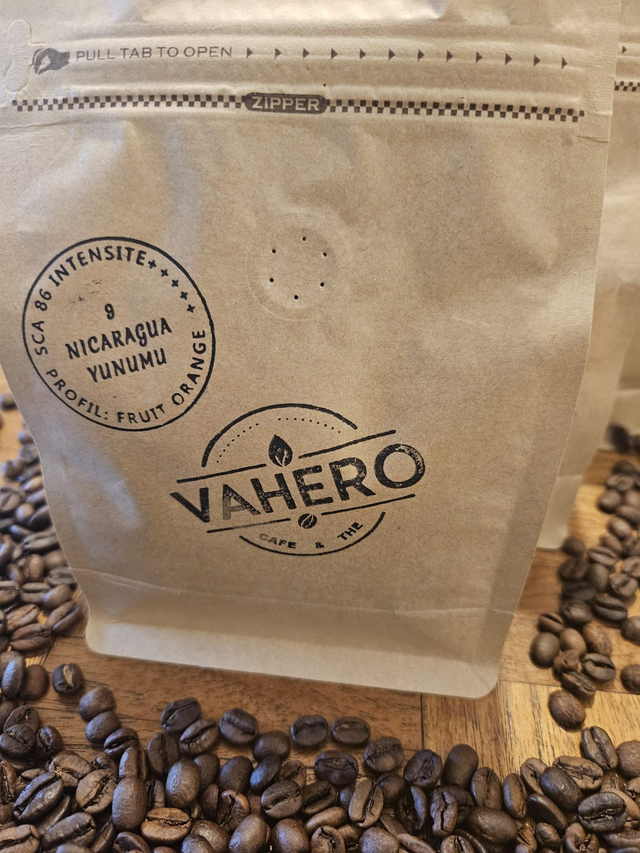 PULL TAB TO OPEN
ZIPPER
SCA 86 INTENSITE+++++
9
NICARAGUA
YUNUMU
PROFIL: FRUIT ORANGE
VAHERO
CAFE & THE